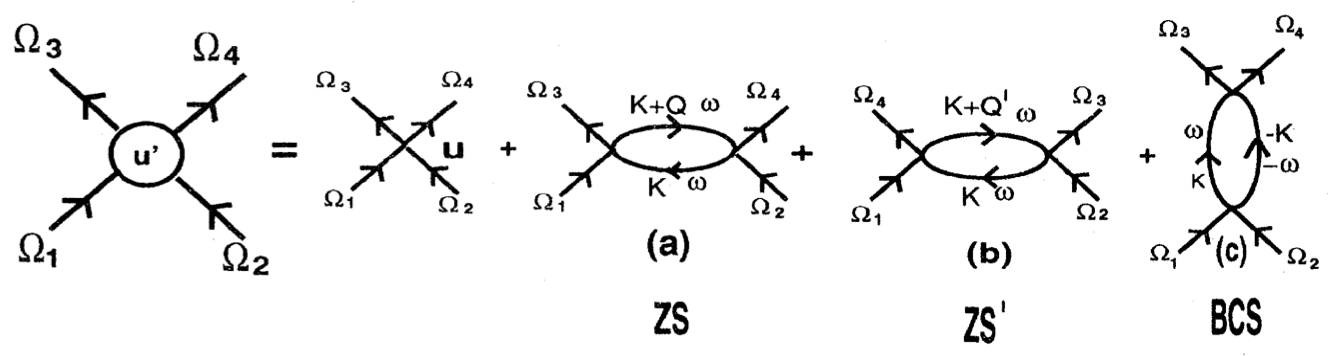 Ω₃ Ω₄
u'
Ω₁ Ω₂
=
Ω₃ Ω₄
u
Ω₁ Ω₂
+
Ω₃ K+Q ω Ω₄
Ω₁ K ω Ω₂
(a)
ZS
+
Ω₄ K+Q' ω Ω₃
Ω₁ K ω Ω₂
(b)
ZS'
+
Ω₃ Ω₄
ω -K
K -ω
Ω₁ (c) Ω₂
BCS